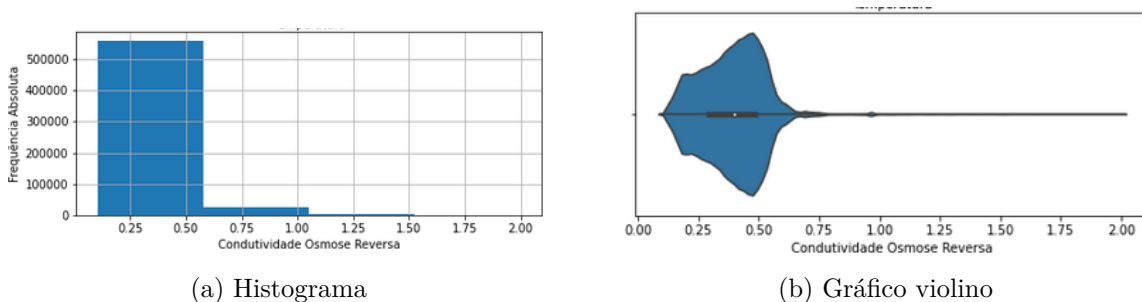 500000
400000
300000
200000
100000
0
Frequência Absoluta
0.25 0.50 0.75 1.00 1.25 1.50 1.75 2.00
Condutividade Osmose Reversa
(a) Histograma
0.00 0.25 0.50 0.75 1.00 1.25 1.50 1.75 2.00
Condutividade Osmose Reversa
(b) Gráfico violino